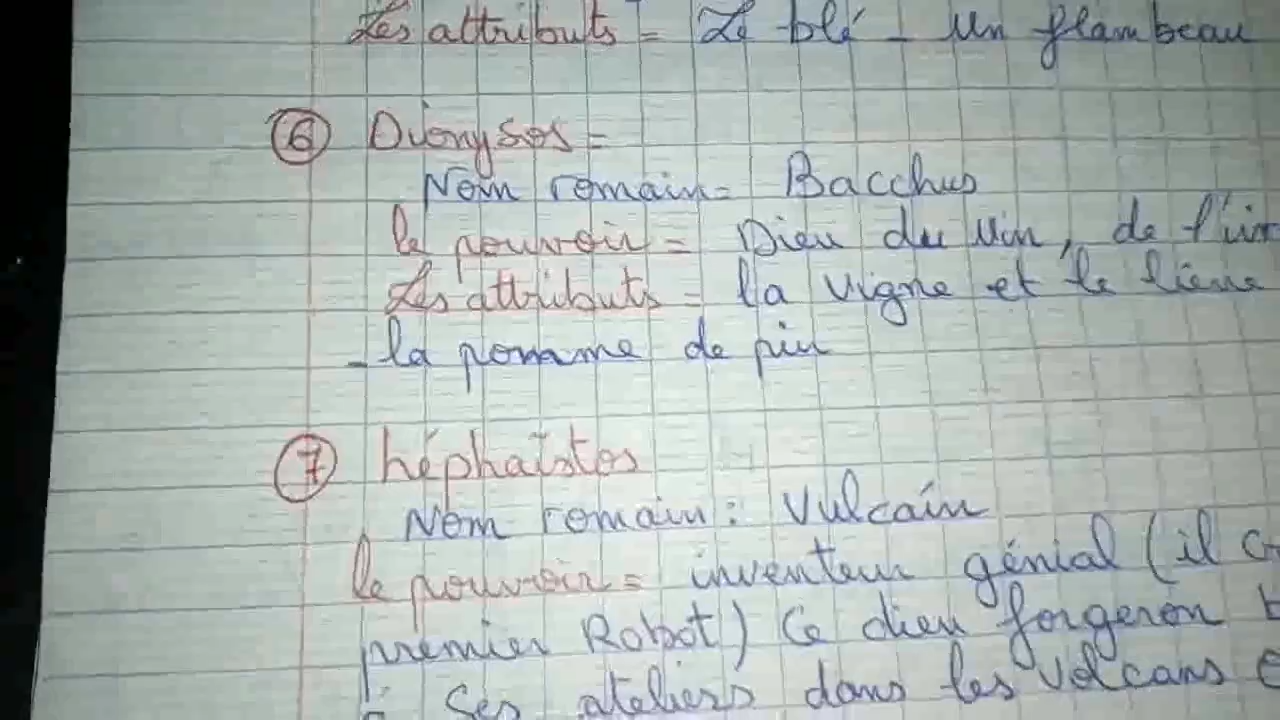 Les attributs = Le blé - Un flambeau
6 Dionysos =
Nom romain = Bacchus
le pouvoir = Dieu du Vin, de
Les attributs = la vigne et le lierre
- la pomme de pin
7 héphaïstos
Nom romain : Vulcain
le pouvoir = inventeur génial (il
premier Robot) Ce dieu forgeron
ses ateliers dans les Volcans